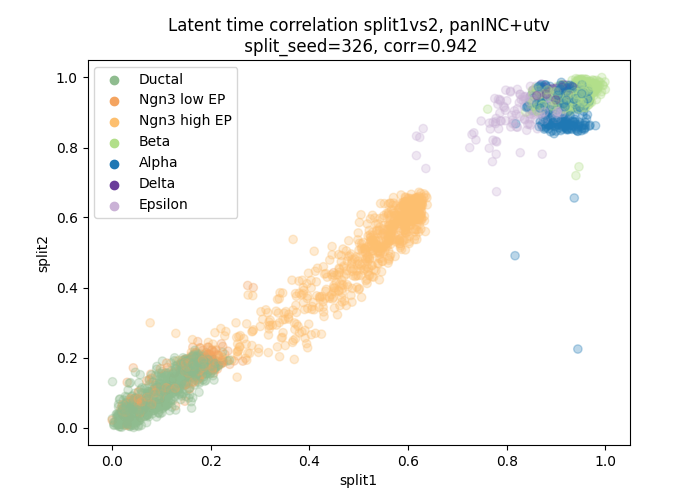 Latent time correlation split1vs2, panINC+utv
split_seed=326, corr=0.942
Ductal
Ngn3 low EP
Ngn3 high EP
Beta
Alpha
Delta
Epsilon
1.0
0.8
0.6
0.4
0.2
0.0
split2
0.0 0.2 0.4 0.6 0.8 1.0
split1